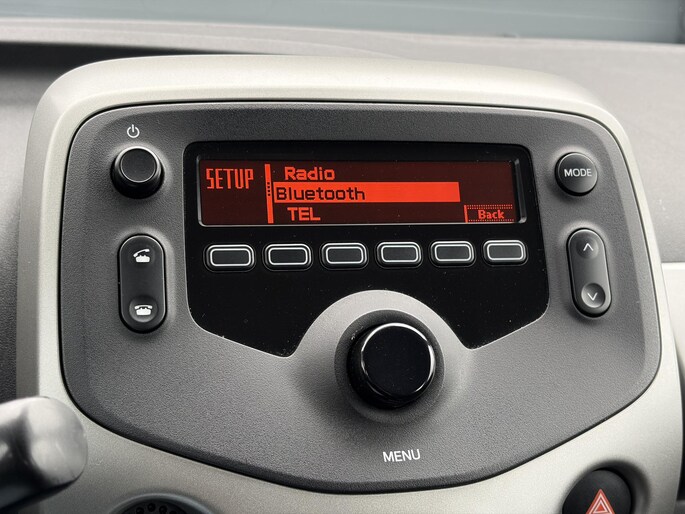 SETUP
Radio
Bluetooth
TEL
Back
MODE
MENU